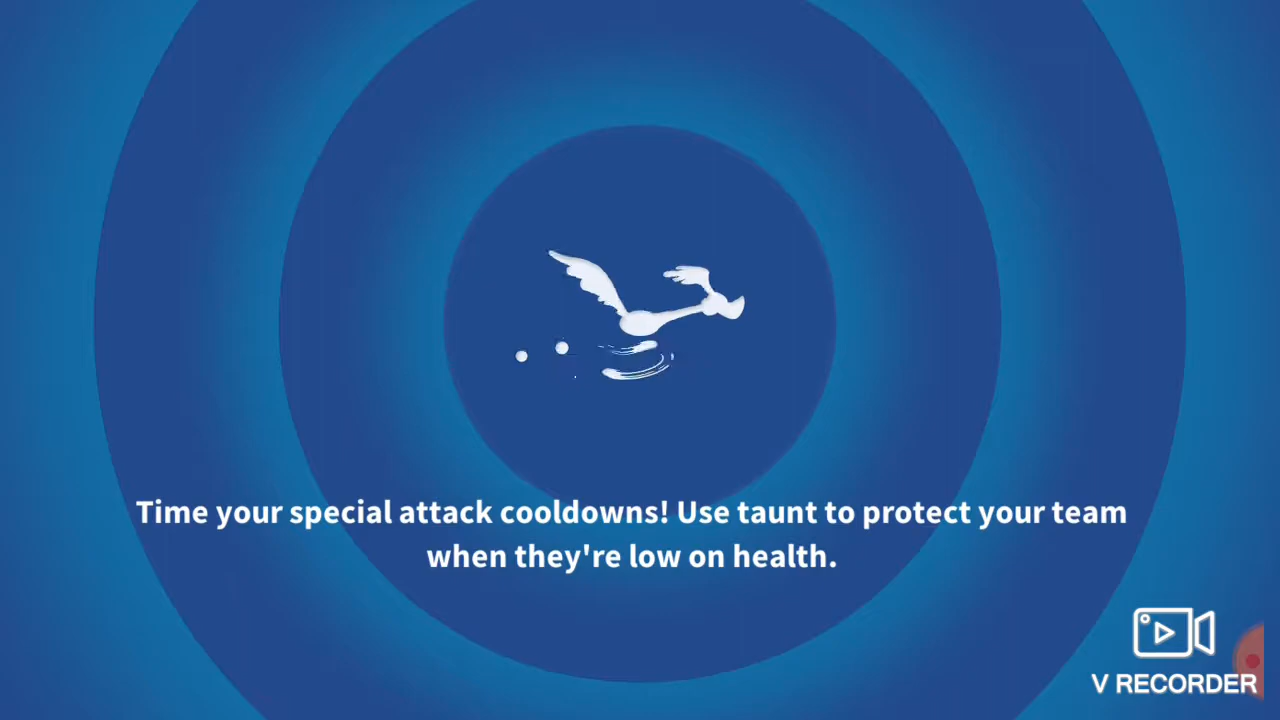 Time your special attack cooldowns! Use taunt to protect your team
when they're low on health.
V RECORDER